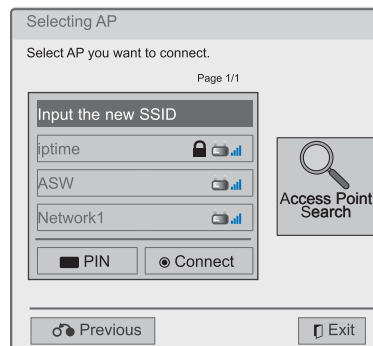 Selecting AP
Select AP you want to connect.
Page 1/1
Input the new SSID
iptime
ASW
Network1
PIN
Connect
Access Point
Search
Previous
Exit